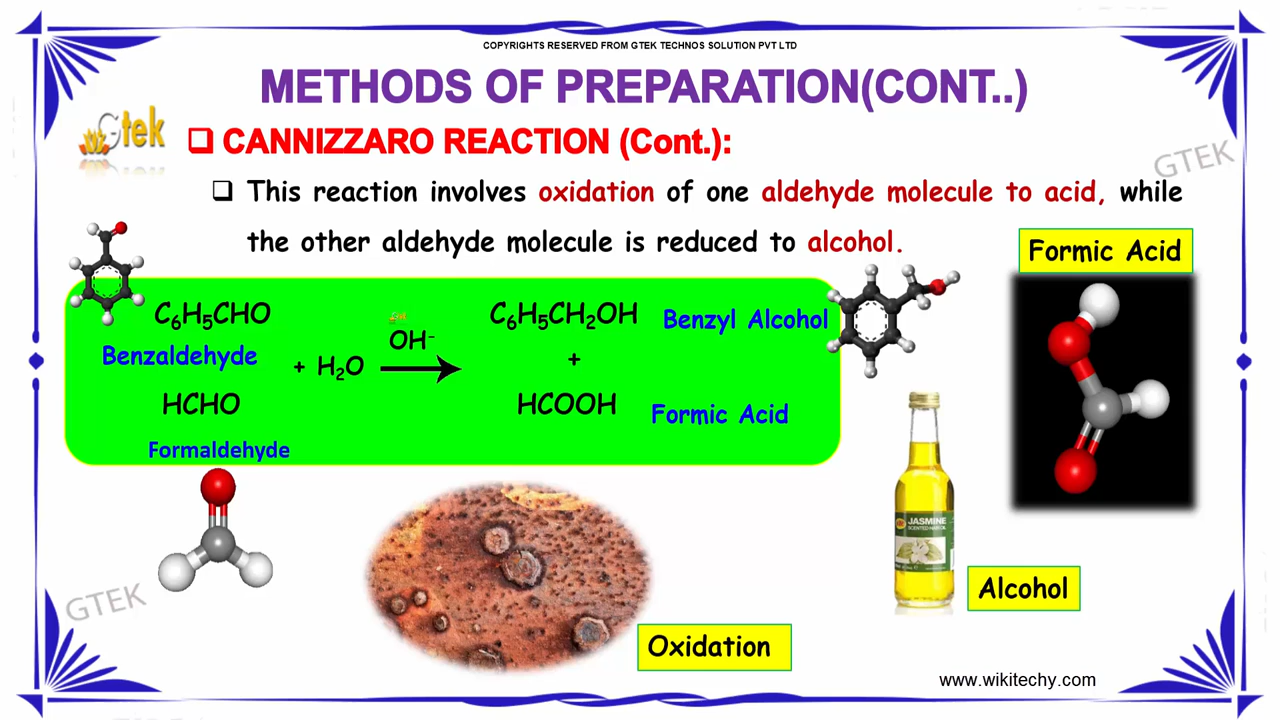 COPYRIGHTS RESERVED FROM GTEK TECHNOS SOLUTION PVT LTD
METHODS OF PREPARATION(CONT..)
Gtek
❑ CANNIZZARO REACTION (Cont.):
GTEK
❑ This reaction involves oxidation of one aldehyde molecule to acid, while
the other aldehyde molecule is reduced to alcohol.
Formic Acid
C₆H₅CHO
C₆H₅CH₂OH
Benzyl Alcohol
OH⁻
Benzaldehyde
+ H₂O
+
HCHO
HCOOH
Formic Acid
Formaldehyde
JASMINE
Alcohol
GTEK
Oxidation
www.wikitechy.com